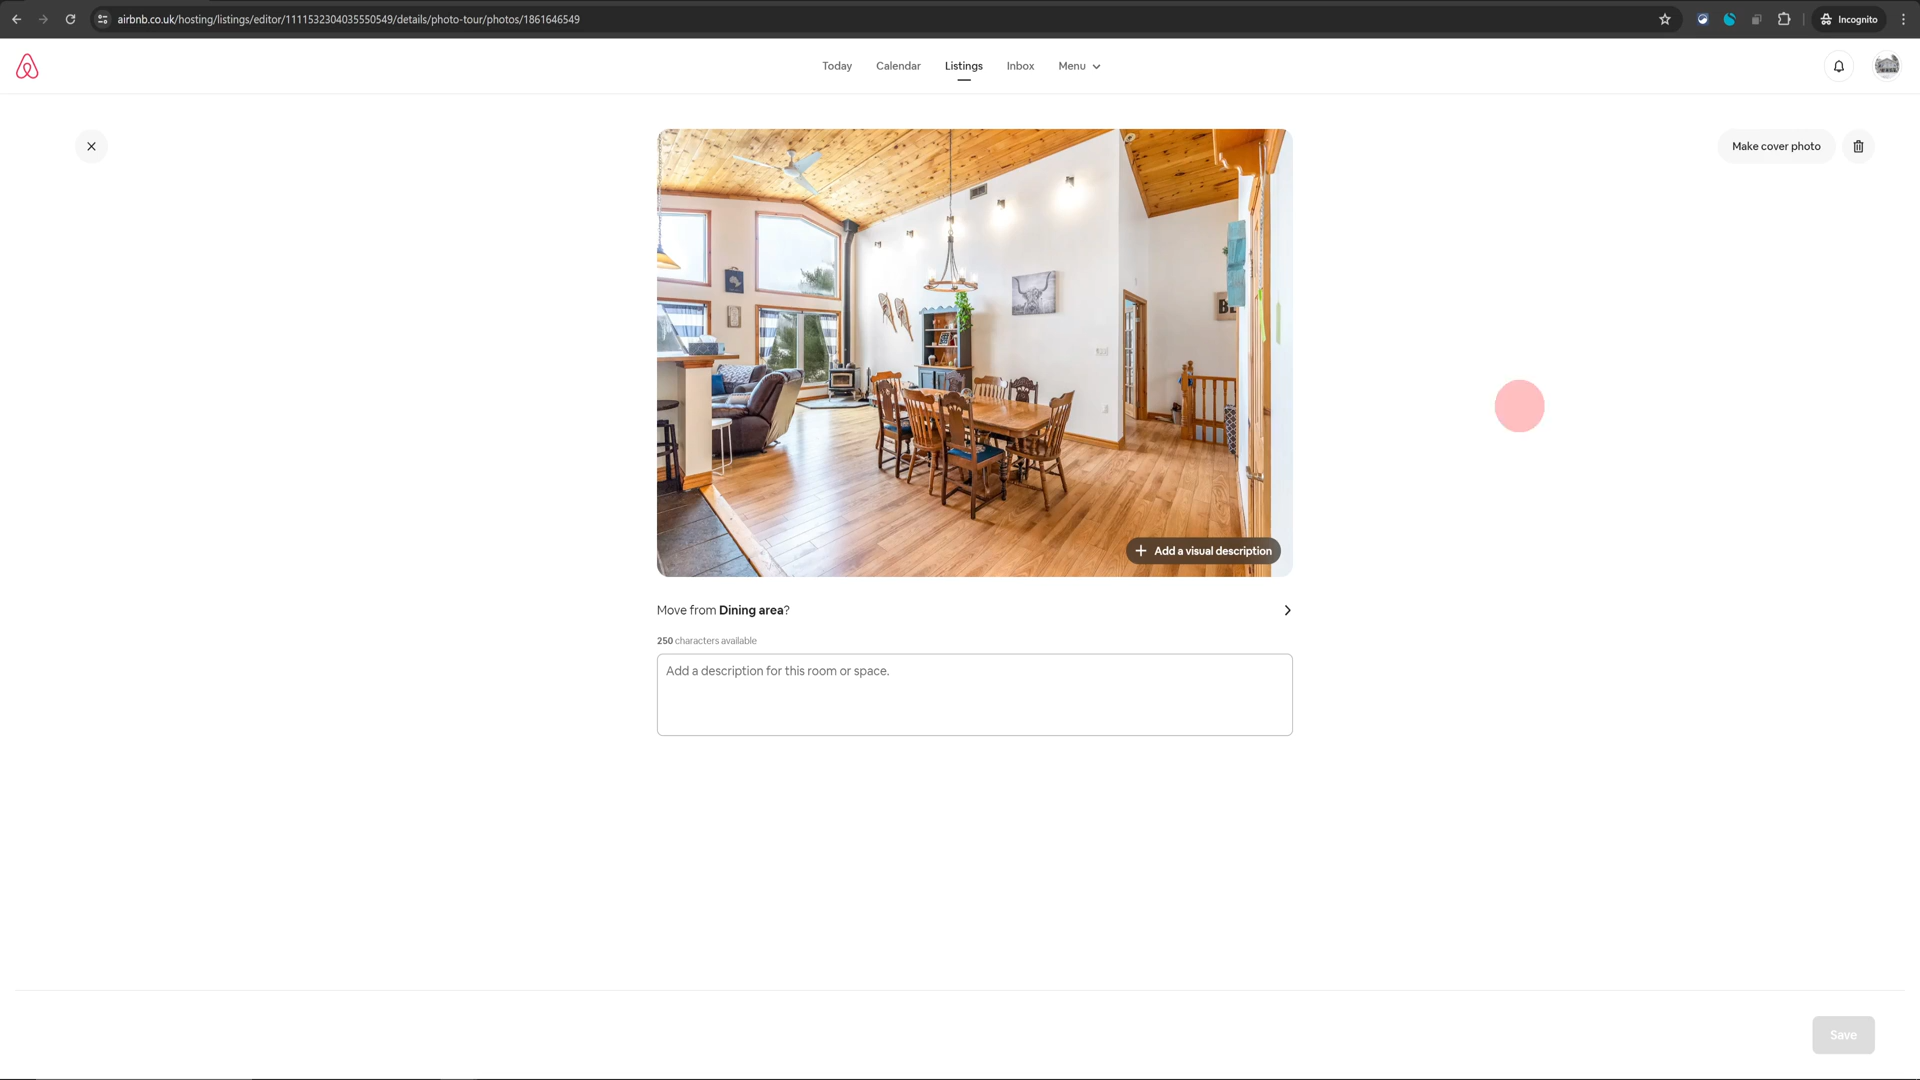 airbnb.co.uk/hosting/listings/editor/1111532304035550549/details/photo-tour/photos/1861646549
Incognito
Today
Calendar
Listings
Inbox
Menu
Make cover photo
Add a visual description
Move from Dining area?
250 characters available
Add a description for this room or space.
Save